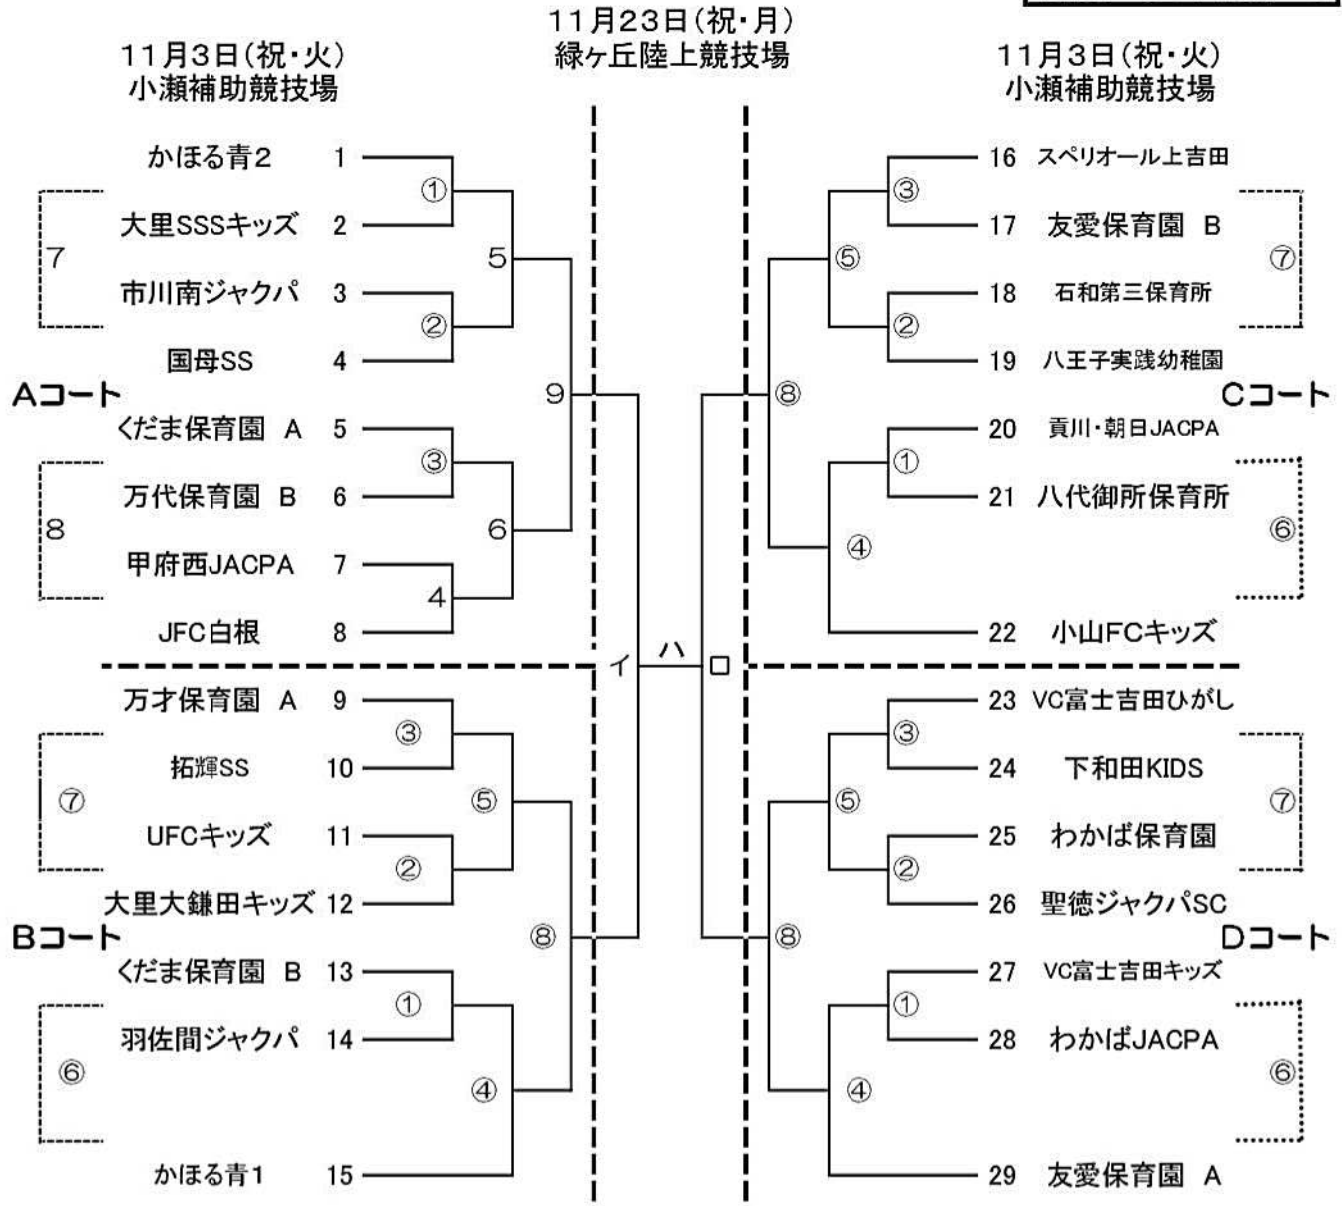 11月23日(祝・月)
緑ヶ丘陸上競技場
11月3日(祝・火)
小瀬補助競技場
11月3日(祝・火)
小瀬補助競技場
かほる青2 1
①
大里SSSキッズ 2
7
5
市川南ジャクパ 3
②
国母SS 4
Aコート
9
くだま保育園 A 5
③
万代保育園 B 6
8
6
甲府西JACPA 7
4
JFC白根 8
万才保育園 A 9
③
拓輝SS 10
⑦
⑤
UFCキッズ 11
②
大里大鎌田キッズ 12
Bコート
⑧
くだま保育園 B 13
①
羽佐間ジャクパ 14
⑥
④
かほる青1 15
イ
ハ
ロ
16 スペリオール上吉田
③
17 友愛保育園 B
⑤
⑦
18 石和第三保育所
②
19 八王子実践幼稚園
⑧
Cコート
20 貢川・朝日JACPA
①
21 八代御所保育所
④
⑥
22 小山FCキッズ
23 VC富士吉田ひがし
③
24 下和田KIDS
⑤
⑦
25 わかば保育園
②
26 聖徳ジャクパSC
⑧
Dコート
27 VC富士吉田キッズ
①
28 わかばJACPA
④
⑥
29 友愛保育園 A